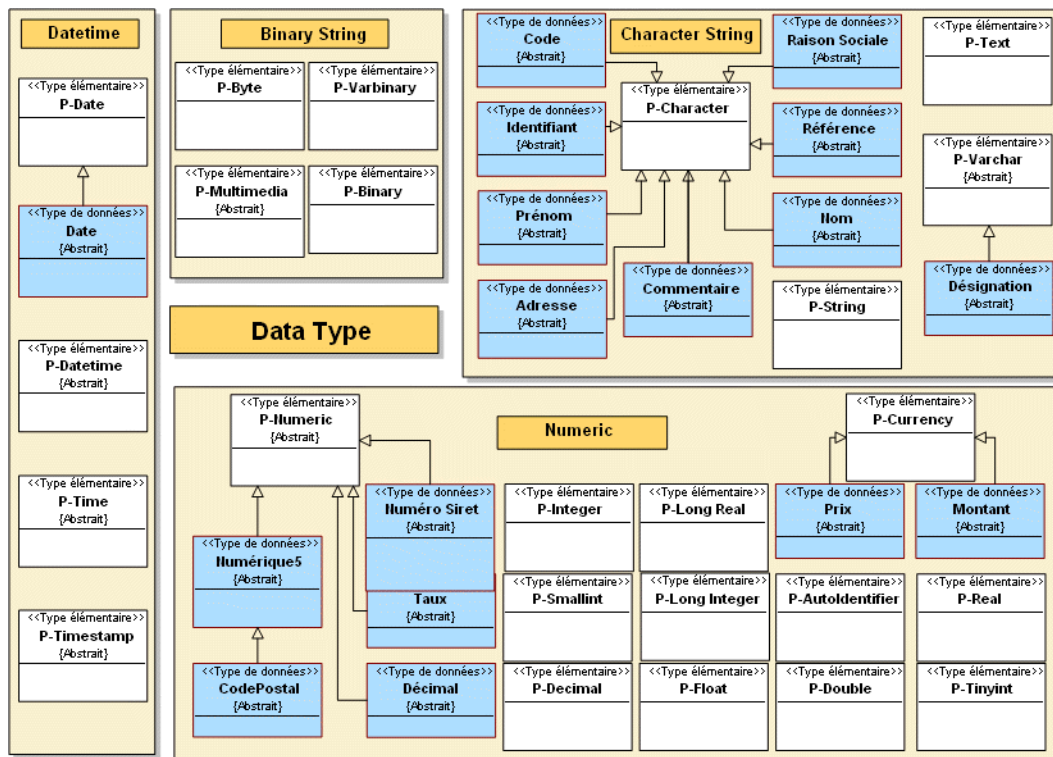 Datetime
<<Type élémentaire>>
P-Date
{Abstrait}
<<Type de données>>
Date
{Abstrait}
<<Type élémentaire>>
P-Datetime
{Abstrait}
<<Type élémentaire>>
P-Time
{Abstrait}
<<Type élémentaire>>
P-Timestamp
{Abstrait}
Binary String
<<Type élémentaire>>
P-Byte
<<Type élémentaire>>
P-Varbinary
<<Type élémentaire>>
P-Multimedia
{Abstrait}
<<Type élémentaire>>
P-Binary
Data Type
Character String
<<Type de données>>
Code
{Abstrait}
<<Type de données>>
Raison Sociale
{Abstrait}
<<Type élémentaire>>
P-Text
<<Type élémentaire>>
P-Character
<<Type de données>>
Identifiant
{Abstrait}
<<Type de données>>
Référence
{Abstrait}
<<Type élémentaire>>
P-Varchar
{Abstrait}
<<Type de données>>
Prénom
{Abstrait}
<<Type de données>>
Nom
{Abstrait}
<<Type de données>>
Adresse
{Abstrait}
<<Type de données>>
Commentaire
{Abstrait}
<<Type élémentaire>>
P-String
<<Type de données>>
Désignation
{Abstrait}
Numeric
<<Type élémentaire>>
P-Numeric
{Abstrait}
<<Type élémentaire>>
P-Currency
<<Type de données>>
Numéro Siret
{Abstrait}
<<Type élémentaire>>
P-Integer
<<Type élémentaire>>
P-Long Real
<<Type de données>>
Prix
{Abstrait}
<<Type de données>>
Montant
{Abstrait}
<<Type de données>>
Numérique5
{Abstrait}
Taux
{Abstrait}
<<Type élémentaire>>
P-Smallint
<<Type élémentaire>>
P-Long Integer
<<Type élémentaire>>
P-AutoIdentifier
<<Type élémentaire>>
P-Real
<<Type de données>>
CodePostal
{Abstrait}
<<Type de données>>
Décimal
{Abstrait}
<<Type élémentaire>>
P-Decimal
<<Type élémentaire>>
P-Float
<<Type élémentaire>>
P-Double
<<Type élémentaire>>
P-Tinyint